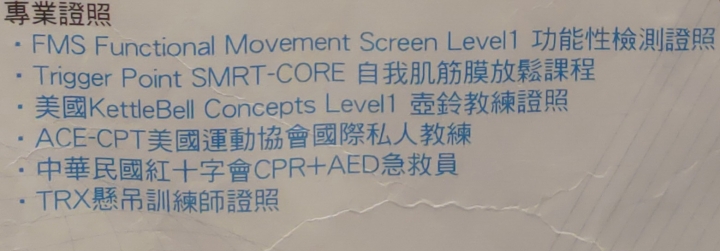 專業證照
・FMS Functional Movement Screen Level1 功能性檢測證照
・Trigger Point SMRT-CORE 自我肌筋膜放鬆課程
・美國KettleBell Concepts Level1 壺鈴教練證照
・ACE-CPT美國運動協會國際私人教練
・中華民國紅十字會CPR+AED急救員
・TRX懸吊訓練師證照